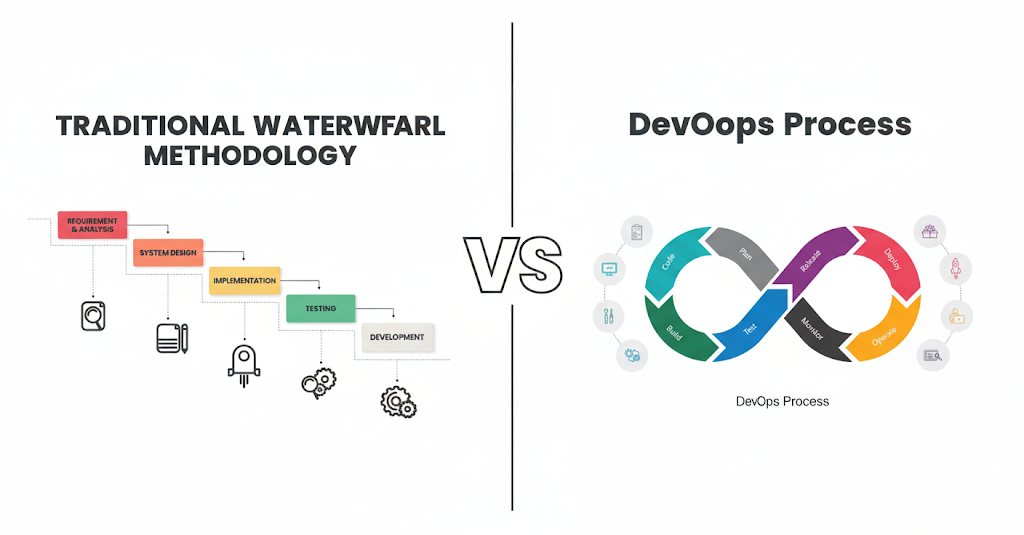 TRADITIONAL WATERWFARL
METHODOLOGY
REQUIREMENT
& ANALYSIS
SYSTEM DESIGN
IMPLEMENTATION
TESTING
DEVELOPMENT
VS
DevOops Process
Code
Plan
Release
Deploy
Build
Test
Monitor
Operate
DevOps Process